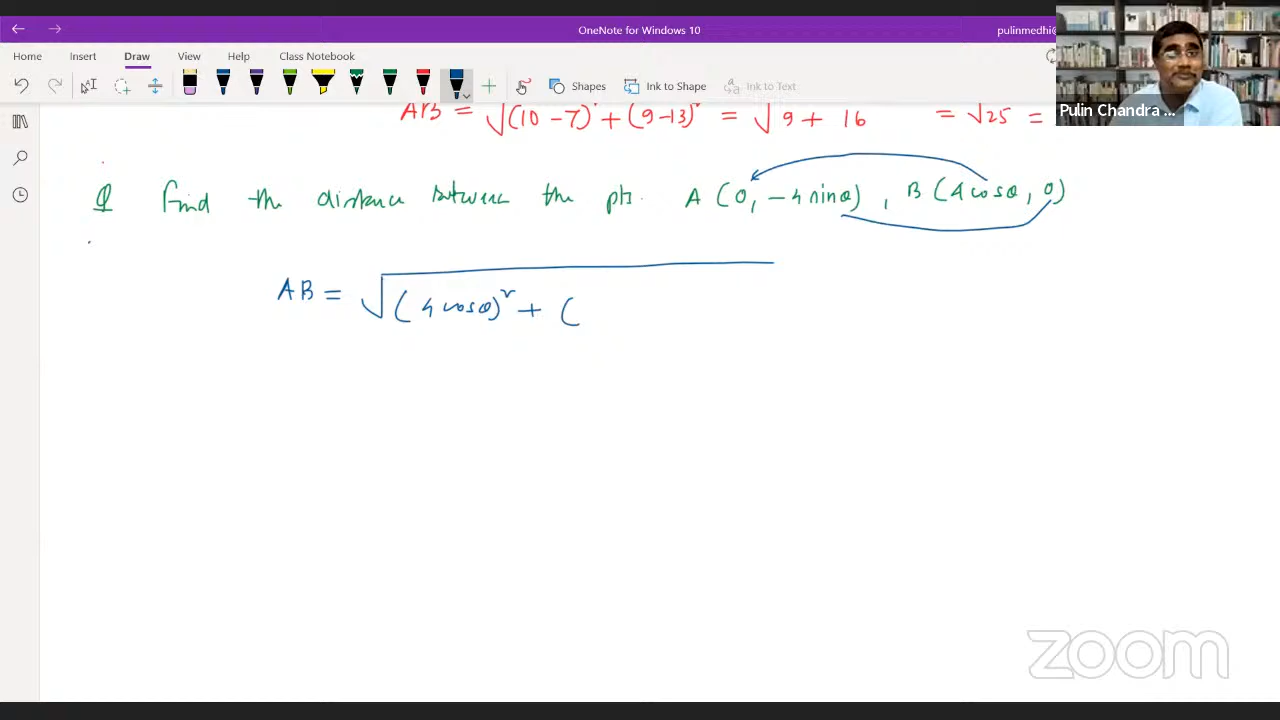 OneNote for Windows 10
pulinmedhi@
Home Insert Draw View Help Class Notebook
Shapes Ink to Shape Ink to Text
Pulin Chandra ...
AB = √(10-7)² + (9-13)² = √9 + 16 = √25 =
Q Find the distance between the pts. A (0, -4 sinθ), B (4 cosθ, 0)
AB = √(4 cosθ)² + (
zoom